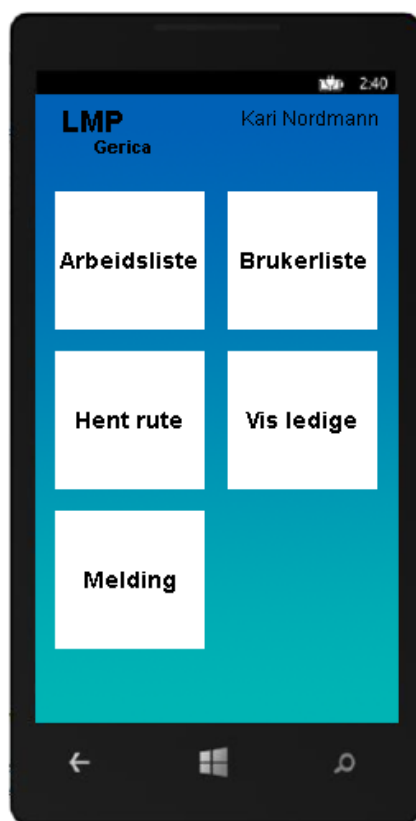 2:40
LMP
Kari Nordmann
Gerica
Arbeidsliste
Brukerliste
Hent rute
Vis ledige
Melding